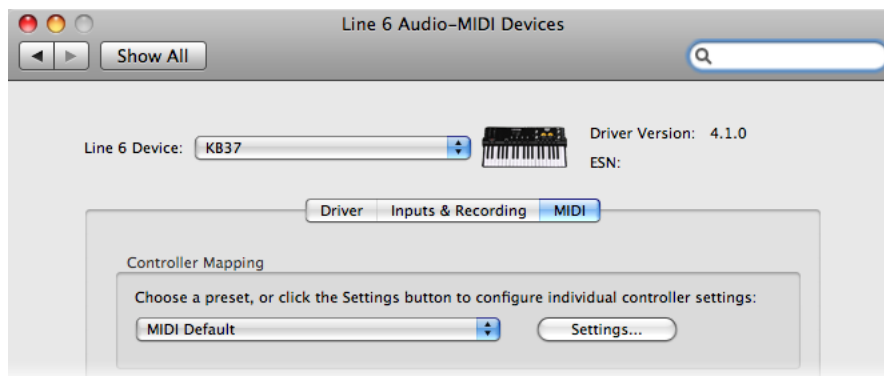 Line 6 Audio-MIDI Devices
Show All
Line 6 Device: KB37
Driver Version: 4.1.0
ESN:
Driver Inputs & Recording MIDI
Controller Mapping
Choose a preset, or click the Settings button to configure individual controller settings:
MIDI Default Settings...